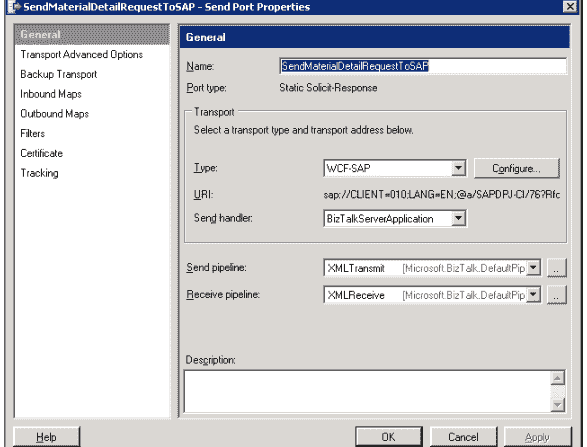 SendMaterialDetailRequestToSAP - Send Port Properties
General
Transport Advanced Options
Backup Transport
Inbound Maps
Outbound Maps
Filters
Certificate
Tracking
General
Name: SendMaterialDetailRequestToSAP
Port type: Static Solicit-Response
Transport
Select a transport type and transport address below.
Type: WCF-SAP Configure...
URI: sap://CLIENT=010;LANG=EN;@a/SAPDPJ-CI/76?Rfc
Send handler: BizTalkServerApplication
Send pipeline: XMLTransmit [Microsoft.BizTalk.DefaultPip ...
Receive pipeline: XMLReceive [Microsoft.BizTalk.DefaultPip ...
Description:
Help OK Cancel Apply